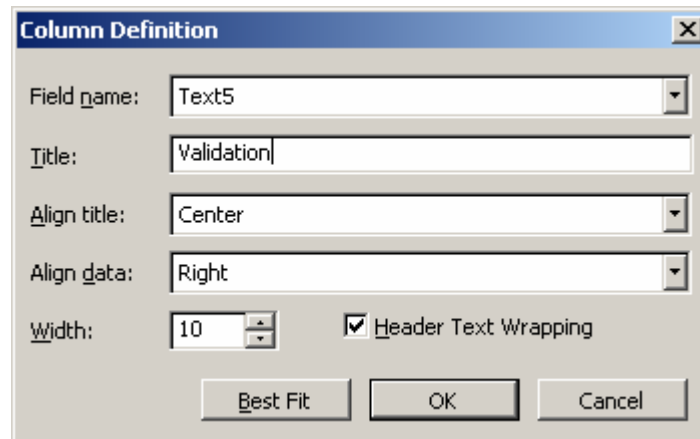 Column Definition
Field name: Text5
Title: Validation
Align title: Center
Align data: Right
Width: 10 Header Text Wrapping
Best Fit OK Cancel